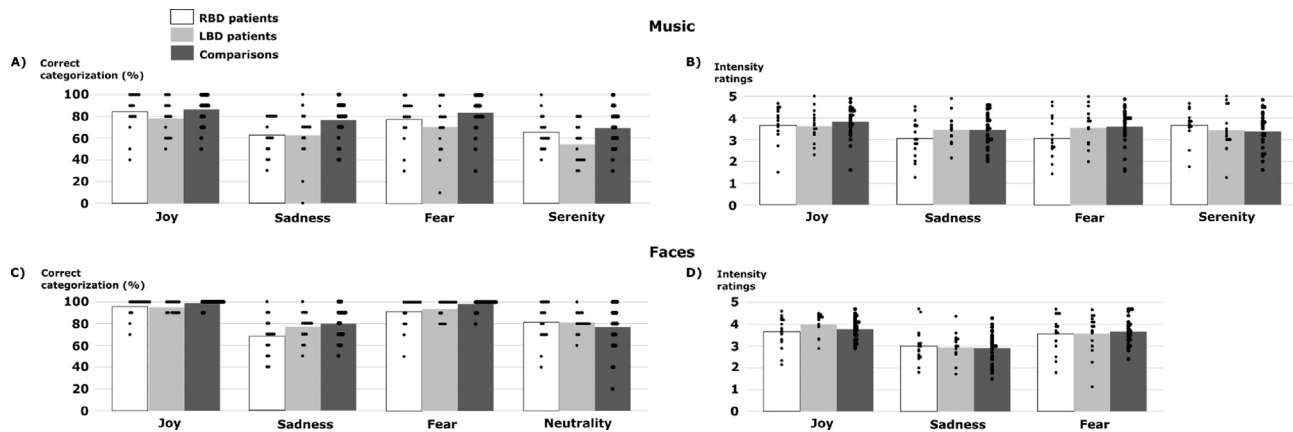 RBD patients
LBD patients
Comparisons
Music
A)
Correct
categorization (%)
100
80
60
40
20
0
Joy
Sadness
Fear
Serenity
B)
Intensity
ratings
5
4
3
2
1
0
Joy
Sadness
Fear
Serenity
Faces
C)
Correct
categorization (%)
100
80
60
40
20
0
Joy
Sadness
Fear
Neutrality
D)
Intensity
ratings
5
4
3
2
1
0
Joy
Sadness
Fear